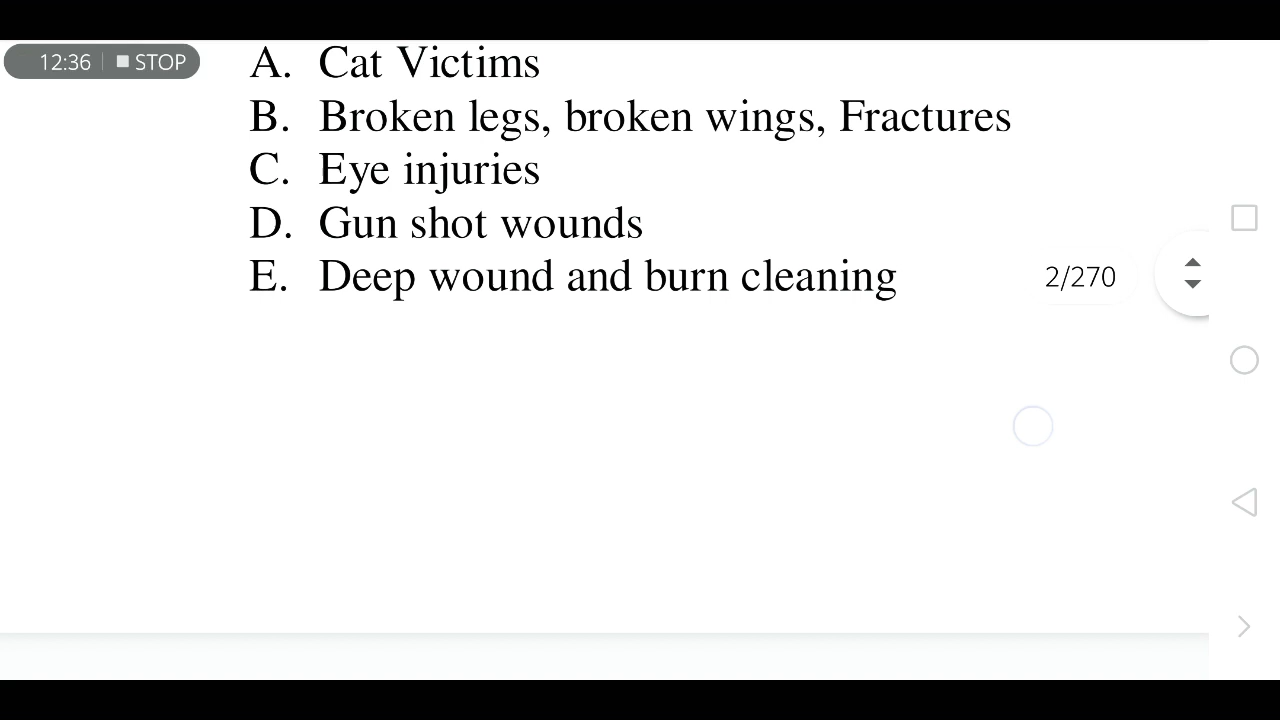 12:36 STOP
A. Cat Victims
B. Broken legs, broken wings, Fractures
C. Eye injuries
D. Gun shot wounds
E. Deep wound and burn cleaning
2/270